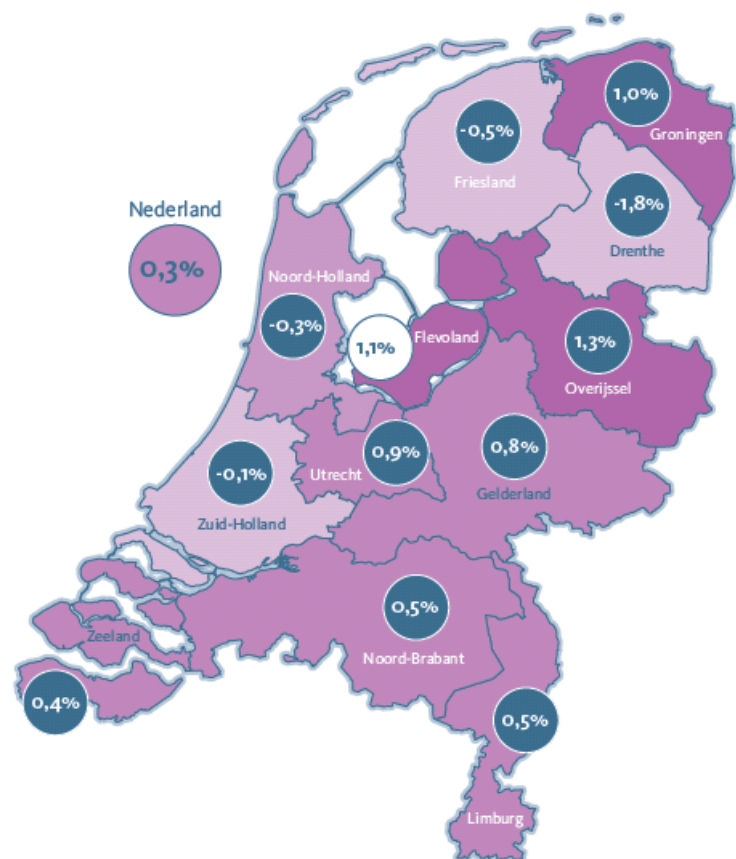 1,0%
Groningen
-0,5%
Friesland
-1,8%
Drenthe
Nederland
0,3%
Noord-Holland
-0,3%
1,1%
Flevoland
1,3%
Overijssel
0,9%
Utrecht
0,8%
Gelderland
-0,1%
Zuid-Holland
0,5%
Noord-Brabant
Zeeland
0,4%
0,5%
Limburg